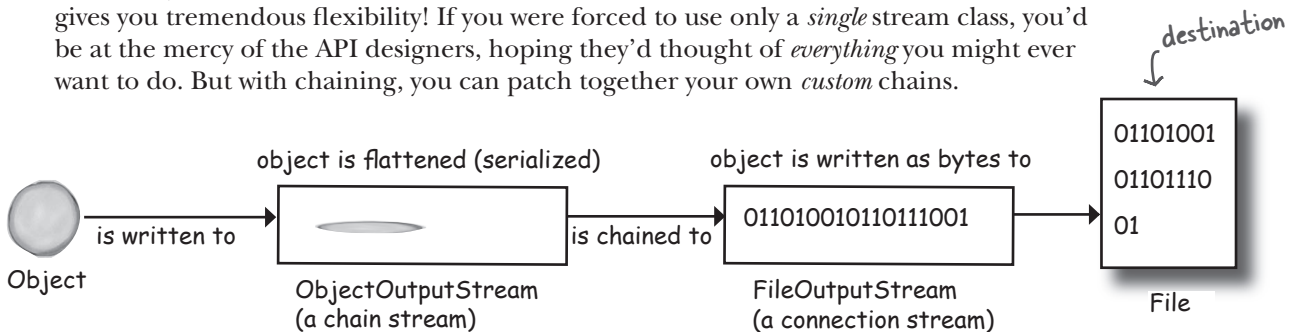 gives you tremendous flexibility! If you were forced to use only a single stream class, you’d
be at the mercy of the API designers, hoping they’d thought of everything you might ever
want to do. But with chaining, you can patch together your own custom chains.
destination
object is flattened (serialized)
object is written as bytes to
01101001
01101110
01
011010010110111001
is written to
is chained to
Object
ObjectOutputStream
(a chain stream)
FileOutputStream
(a connection stream)
File